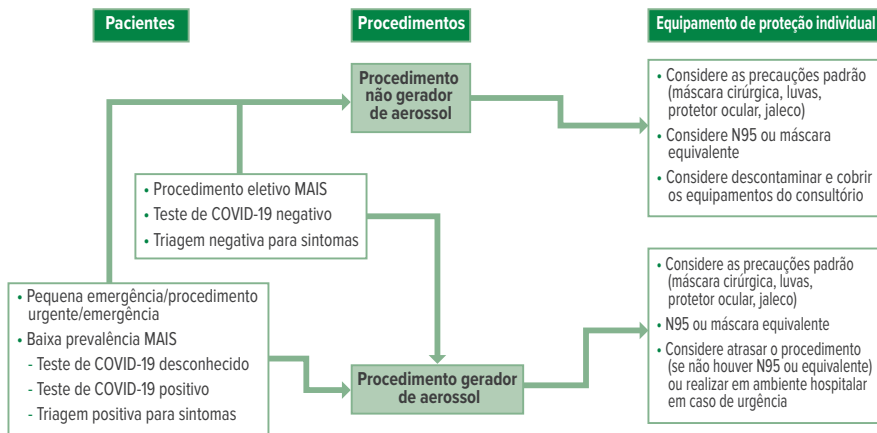 Pacientes
Procedimentos
Equipamento de proteção individual
Procedimento
não gerador
de aerossol
• Considere as precauções padrão
(máscara cirúrgica, luvas,
protetor ocular, jaleco)
• Considere N95 ou máscara
equivalente
• Considere descontaminar e cobrir
os equipamentos do consultório
• Procedimento eletivo MAIS
• Teste de COVID-19 negativo
• Triagem negativa para sintomas
• Pequena emergência/procedimento
urgente/emergência
• Baixa prevalência MAIS
- Teste de COVID-19 desconhecido
- Teste de COVID-19 positivo
- Triagem positiva para sintomas
Procedimento gerador
de aerossol
• Considere as precauções padrão
(máscara cirúrgica, luvas,
protetor ocular, jaleco)
• N95 ou máscara equivalente
• Considere atrasar o procedimento
(se não houver N95 ou equivalente)
ou realizar em ambiente hospitalar
em caso de urgência